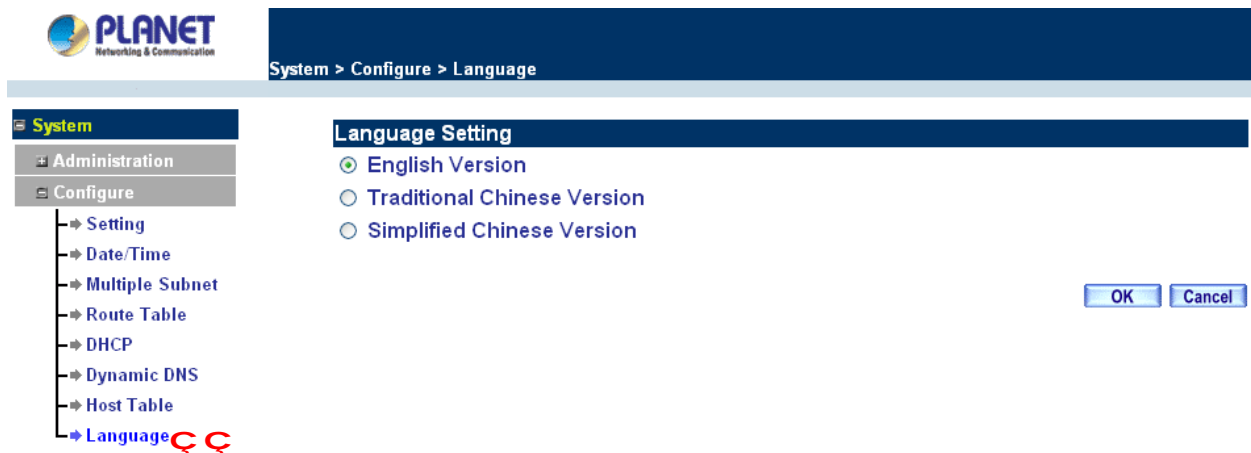 PLANET
Networking & Communication
System > Configure > Language
System
Administration
Configure
Setting
Date/Time
Multiple Subnet
Route Table
DHCP
Dynamic DNS
Host Table
Language Ç Ç
Language Setting
English Version
Traditional Chinese Version
Simplified Chinese Version
OK Cancel